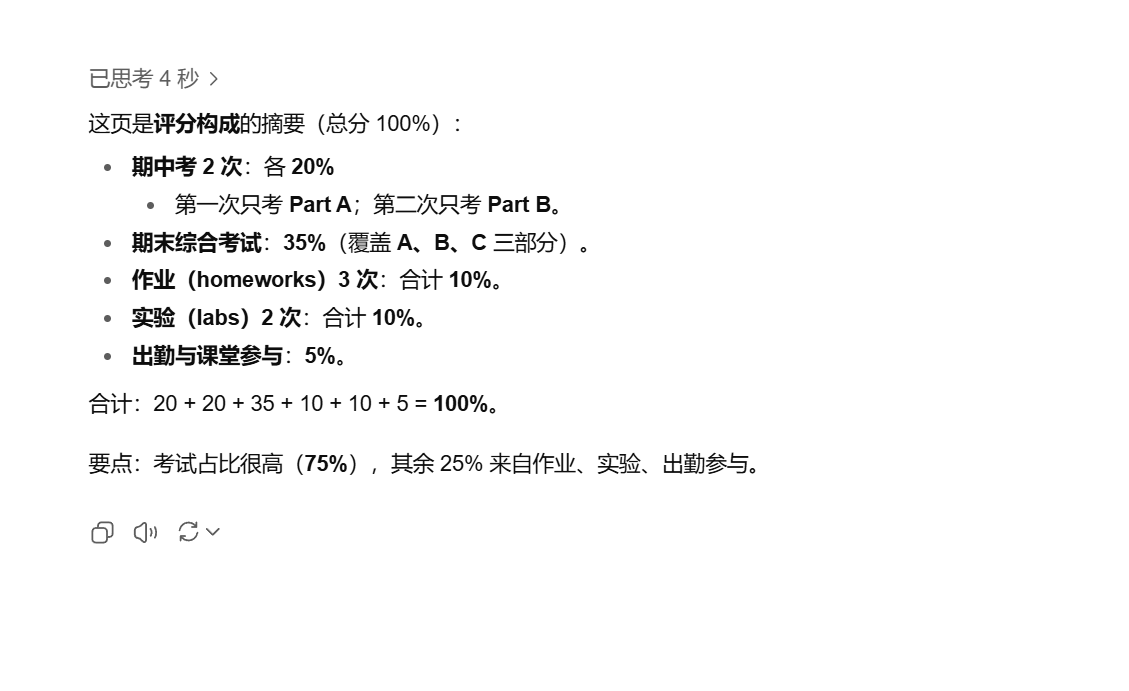 已思考 4 秒
这页是评分构成的摘要（总分 100%）：
期中考 2 次：各 20%
第一次只考 Part A；第二次只考 Part B。
期末综合考试：35%（覆盖 A、B、C 三部分）。
作业（homeworks）3 次：合计 10%。
实验（labs）2 次：合计 10%。
出勤与课堂参与：5%。
合计：20 + 20 + 35 + 10 + 10 + 5 = 100%。
要点：考试占比很高（75%），其余 25% 来自作业、实验、出勤参与。